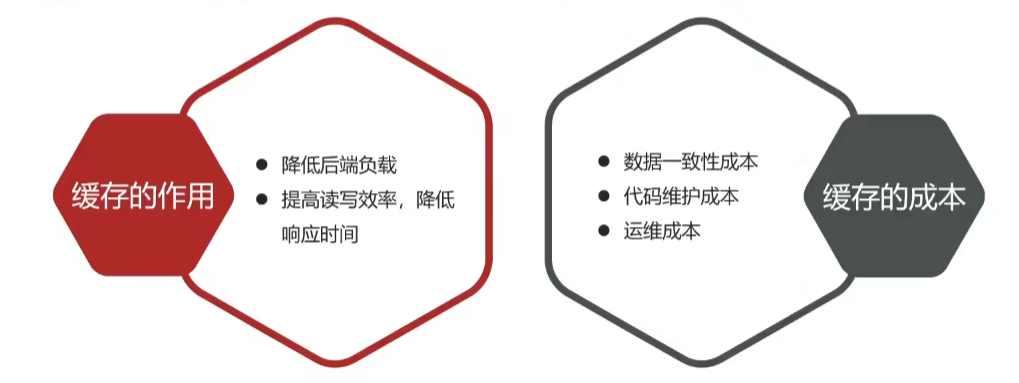 缓存的作用
降低后端负载
提高读写效率，降低
响应时间
数据一致性成本
代码维护成本
运维成本
缓存的成本